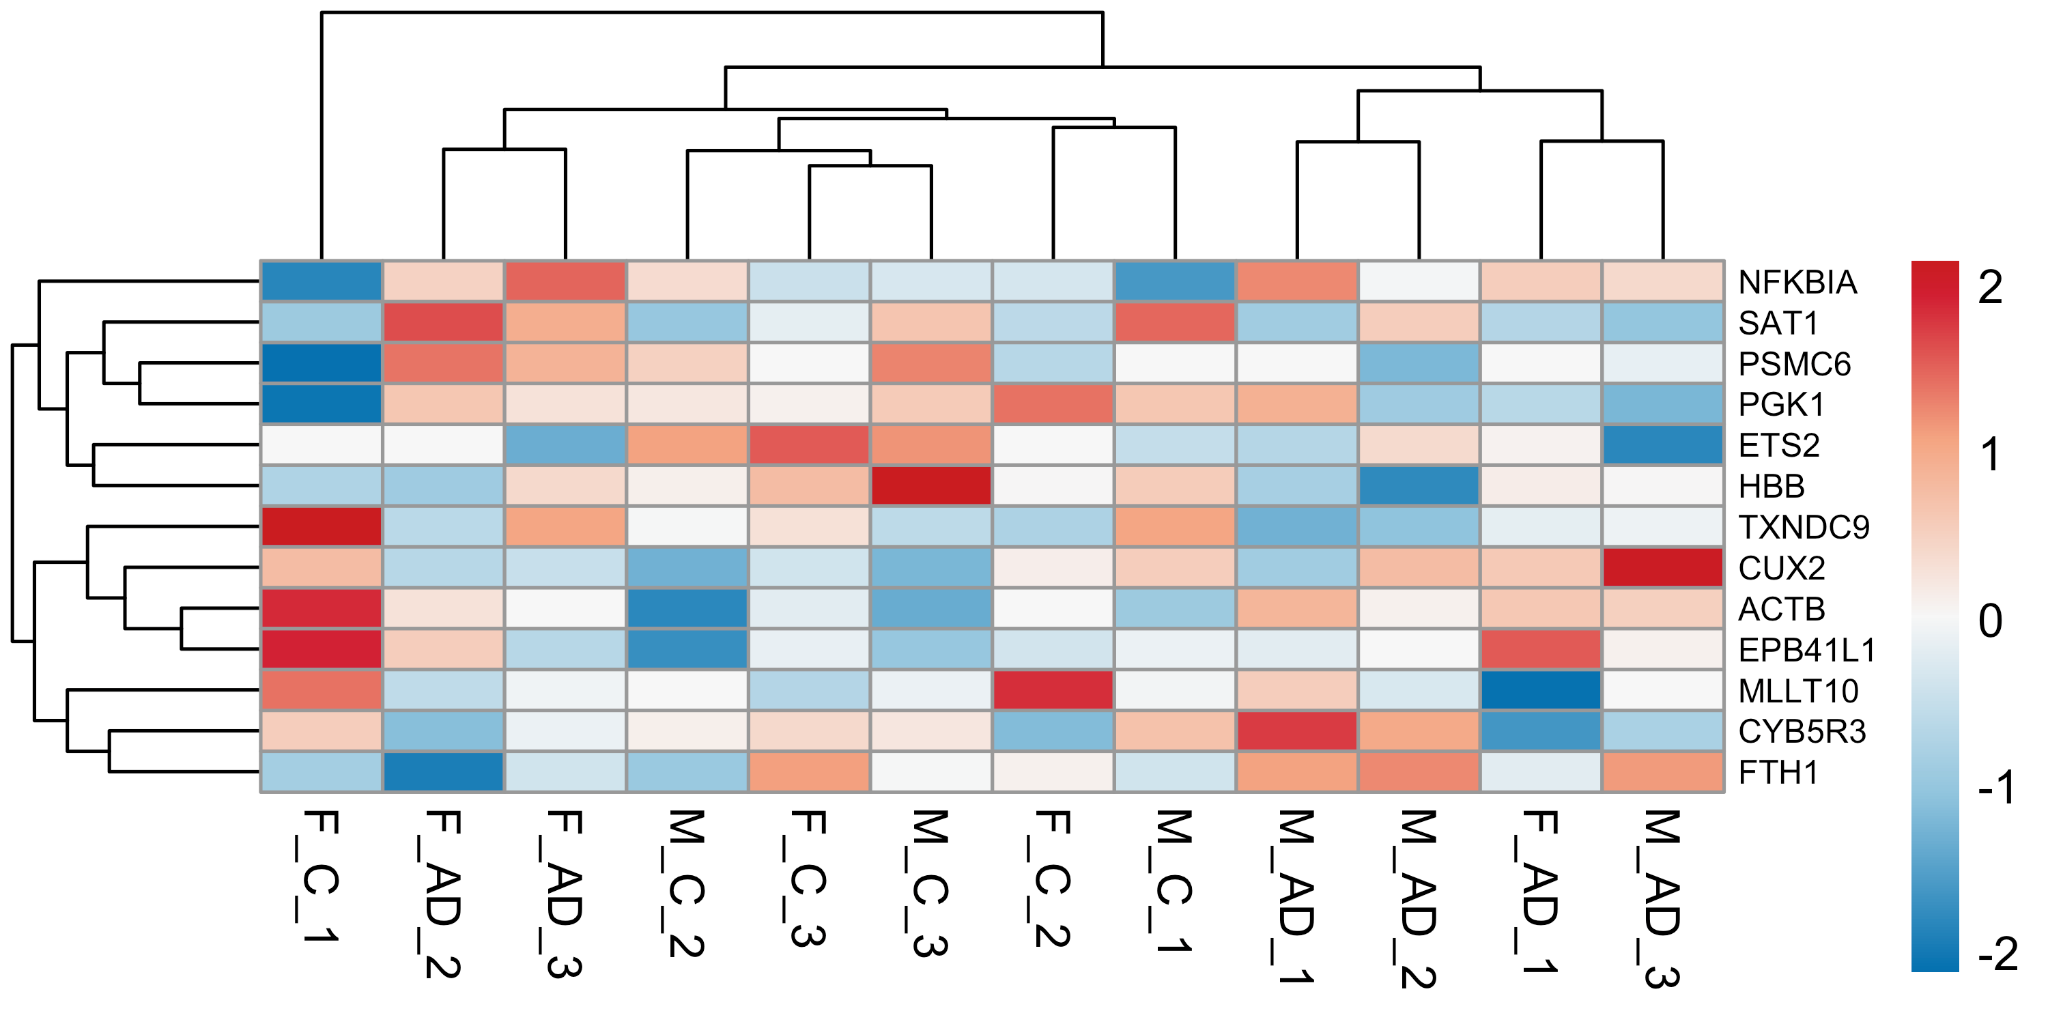 NFKBIA
SAT1
PSMC6
PGK1
ETS2
HBB
TXNDC9
CUX2
ACTB
EPB41L1
MLLT10
CYB5R3
FTH1
2
1
0
-1
-2
F_C_1
F_AD_2
F_AD_3
M_C_2
F_C_3
M_C_3
F_C_2
M_C_1
M_AD_1
M_AD_2
F_AD_1
M_AD_3